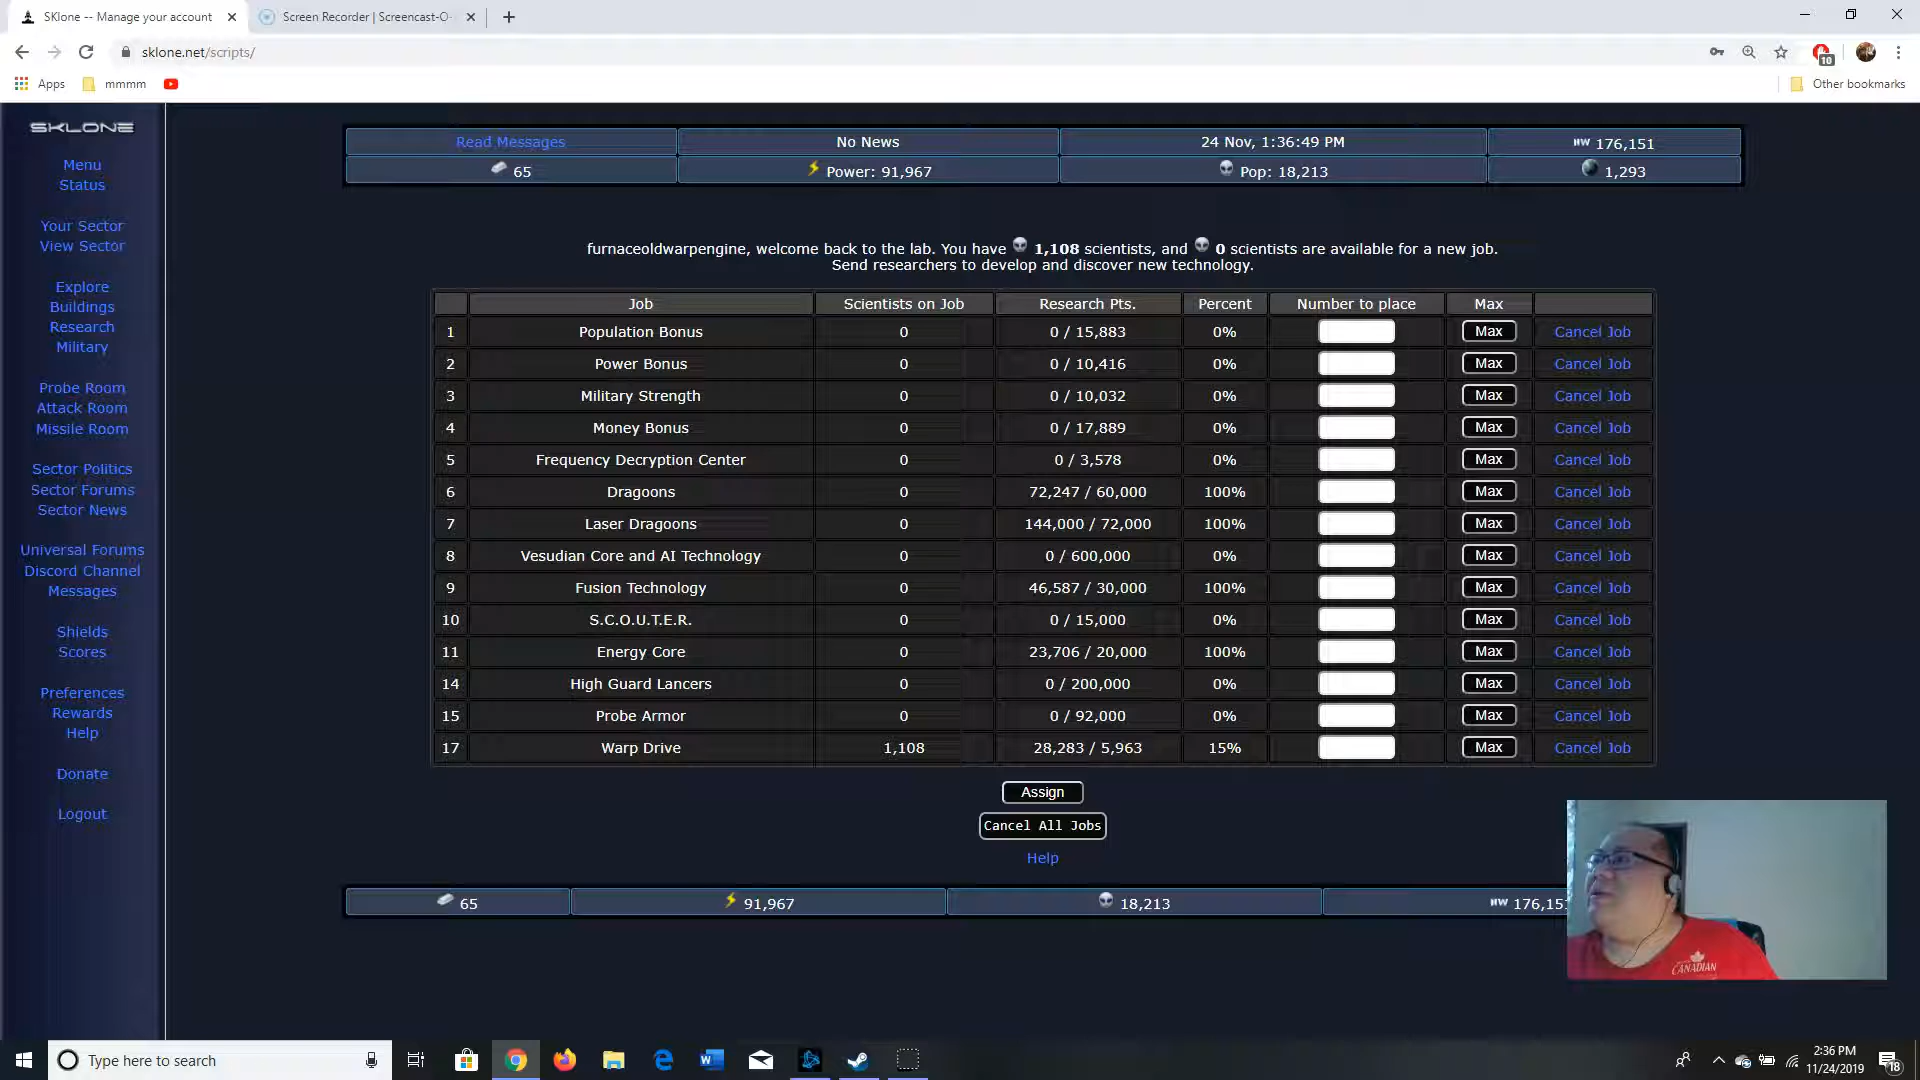 SKlone -- Manage your account
Screen Recorder | Screencast-O-
sklone.net/scripts/
10
Apps
mmmm
Other bookmarks
SKLONE
Menu
Status
Your Sector
View Sector
Explore
Buildings
Research
Military
Probe Room
Attack Room
Missile Room
Sector Politics
Sector Forums
Sector News
Universal Forums
Discord Channel
Messages
Shields
Scores
Preferences
Rewards
Help
Donate
Logout
Read Messages No News 24 Nov, 1:36:49 PM NW 176,151
65 Power: 91,967 Pop: 18,213 1,293
furnaceoldwarpengine, welcome back to the lab. You have 1,108 scientists, and 0 scientists are available for a new job.
Send researchers to develop and discover new technology.
Job Scientists on Job Research Pts. Percent Number to place Max
1 Population Bonus 0 0 / 15,883 0% Max Cancel Job
2 Power Bonus 0 0 / 10,416 0% Max Cancel Job
3 Military Strength 0 0 / 10,032 0% Max Cancel Job
4 Money Bonus 0 0 / 17,889 0% Max Cancel Job
5 Frequency Decryption Center 0 0 / 3,578 0% Max Cancel Job
6 Dragoons 0 72,247 / 60,000 100% Max Cancel Job
7 Laser Dragoons 0 144,000 / 72,000 100% Max Cancel Job
8 Vesudian Core and AI Technology 0 0 / 600,000 0% Max Cancel Job
9 Fusion Technology 0 46,587 / 30,000 100% Max Cancel Job
10 S.C.O.U.T.E.R. 0 0 / 15,000 0% Max Cancel Job
11 Energy Core 0 23,706 / 20,000 100% Max Cancel Job
14 High Guard Lancers 0 0 / 200,000 0% Max Cancel Job
15 Probe Armor 0 0 / 92,000 0% Max Cancel Job
17 Warp Drive 1,108 28,283 / 5,963 15% Max Cancel Job
Assign
Cancel All Jobs
Help
65 91,967 18,213 NW 176,151
CANADIAN
Type here to search
2:36 PM
11/24/2019
18